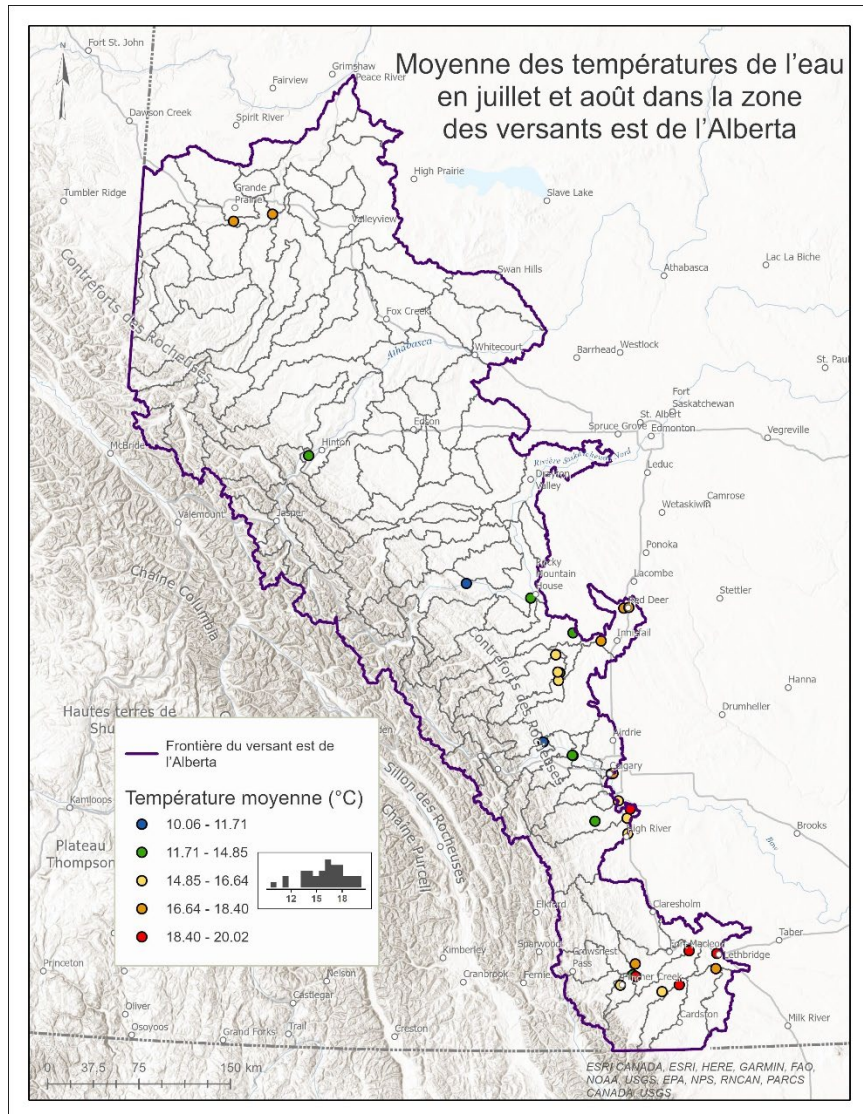 Moyenne des températures de l'eau
en juillet et août dans la zone
des versants est de l'Alberta
N
Fort St. John
Grimshaw
Peace River
Fairview
Dawson Creek
Spirit River
High Prairie
Tumbler Ridge
Grande
Prairie
Slave Lake
Valleyview
Lac La Biche
Swan Hills
Athabasca
Contreforts des Rocheuses
Fox Creek
Athabasca
Whitecourt
Westlock
Barrhead
St. Paul
Fort
Saskatchewan
St. Albert
McBride
Hinton
Edson
Spruce Grove
Edmonton
Vegreville
Rivière Saskatchewan Nord
Leduc
Drayton
Valley
Camrose
Wetaskiwin
Valemount
Jasper
Ponoka
Chaîne Columbia
Rocky
Mountain
House
Lacombe
Stettler
Red Deer
Innisfail
Contreforts des Rocheuses
Hanna
Hautes terres de
Shu
Drumheller
den
Airdrie
Calgary
Frontière du versant est de
l'Alberta
Température moyenne (°C)
10.06 - 11.71
11.71 - 14.85
14.85 - 16.64
16.64 - 18.40
18.40 - 20.02
12 15 18
Kamloops
Plateau
Thompson
Sillon des Rocheuses
Chaîne Purcell
High River
Brooks
Bow
Elkford
Claresholm
Sparwood
Crowsnest
Pass
Fort Macleod
Taber
Lethbridge
Kimberley
Fernie
Cranbrook
Pincher Creek
Princeton
Nelson
Castlegar
Cardston
Milk River
Oliver
Osoyoos
Trail
Grand Forks
Creston
0 37.5 75 150 km
ESRI CANADA, ESRI, HERE, GARMIN, FAO,
NOAA, USGS, EPA, NPS, RNCAN, PARCS
CANADA, USGS